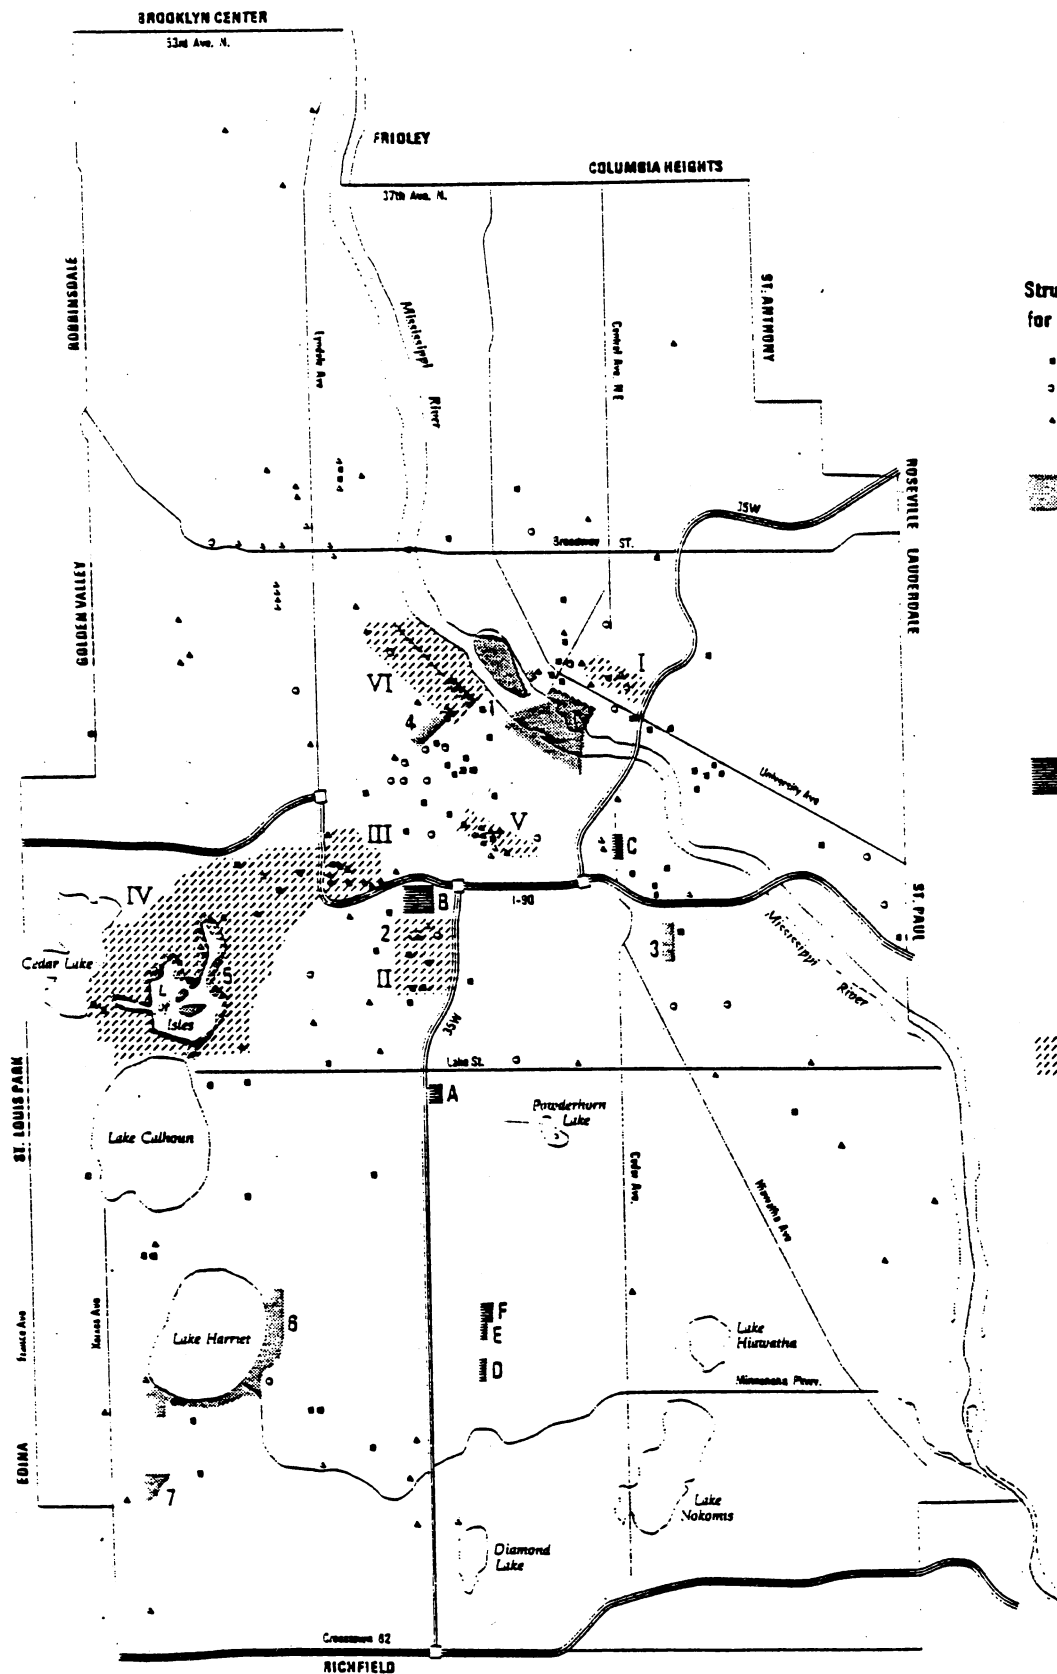 BROOKLYN CENTER
53rd Ave. N.
FRIDLEY
COLUMBIA HEIGHTS
37th Ave. N.
ROBBINSDALE
ST. ANTHONY
Stru
for
Mississippi
River
Lyndale Ave
Central Ave NE
ROSEVILLE
LAUDERDALE
35W
Broadway ST.
GOLDEN VALLEY
I
VI
1
4
University Ave
V
III
C
IV
B
I-90
ST. PAUL
2
3
Mississippi
River
Cedar Lake
5
II
L
of
Isles
35W
Lake St.
A
ST. LOUIS PARK
Powderhorn
Lake
Lake Calhoun
Cedar Ave.
Hiawatha Ave
F
E
D
6
Lake Harriet
Lake
Hiawatha
France Ave
Xerxes Ave
Minnehaha Pkwy.
EDINA
7
Lake
Nokomis
Diamond
Lake
Crosstown 62
RICHFIELD